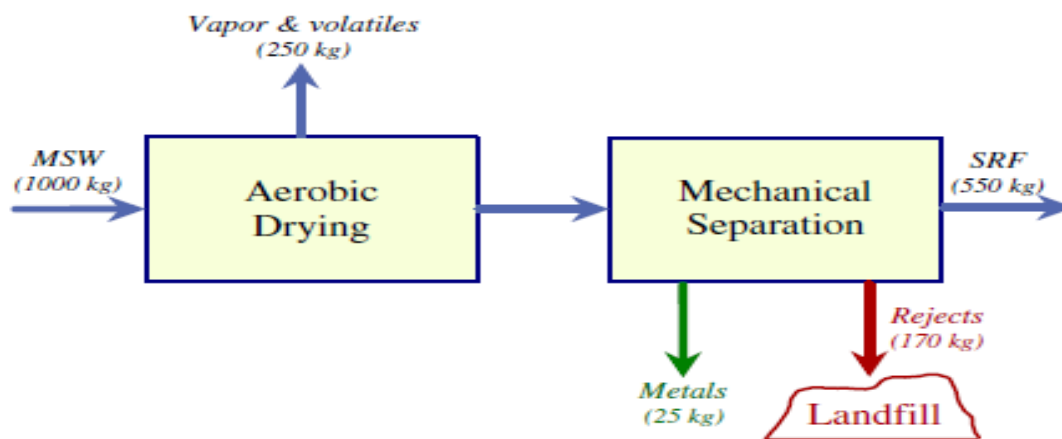 Vapor & volatiles
(250 kg)
MSW
(1000 kg)
Aerobic
Drying
Mechanical
Separation
SRF
(550 kg)
Metals
(25 kg)
Rejects
(170 kg)
Landfill